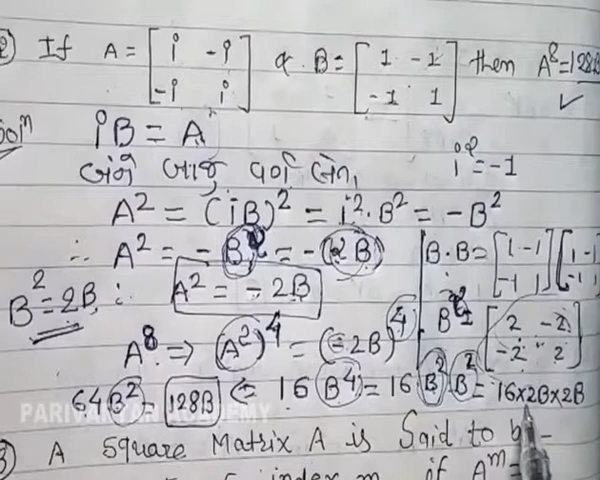 2) If A = [i -i; -i i] & B = [1 -1; -1 1] then A⁸ = 128B ✓
Soln iB = A i² = -1
બંને બાજુ વર્ગ લેતા,
A² = (iB)² = i²·B² = -B²
∴ A² = -B² = -(2B) B·B = [1 -1; -1 1] [1 -1; -1 1]
B² = 2B ∴ A² = -2B B² = [2 -2; -2 2]
A⁸ ⇒ (A²)⁴ = (-2B)⁴
64B² = 128B ⇐ 16 B⁴ = 16 B² B² = 16×2B×2B
PARIVARTAN ACADEMY
3) A Square Matrix A is Said to be
index m if Aᵐ =